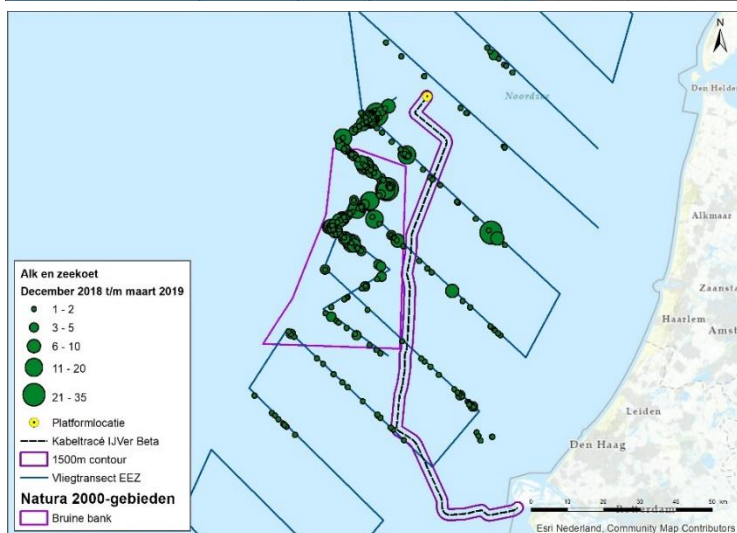 N
Noordzee
Den Helder
Alkmaar
Zaansta
Haarlem
Amst
Leiden
Den Haag
Rotterdam
0 10 20 30 40 50 km
Esri Nederland, Community Map Contributors
Alk en zeekoet
December 2018 t/m maart 2019
1 - 2
3 - 5
6 - 10
11 - 20
21 - 35
Platformlocatie
Kabeltracé IJVer Beta
1500m contour
Vliegtransect EEZ
Natura 2000-gebieden
Bruine bank